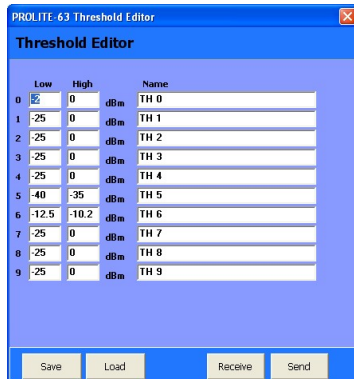 PROLITE-63 Threshold Editor
Threshold Editor
Low High Name
0 -2 0 dBm TH 0
1 -25 0 dBm TH 1
2 -25 0 dBm TH 2
3 -25 0 dBm TH 3
4 -25 0 dBm TH 4
5 -40 -35 dBm TH 5
6 -12.5 -10.2 dBm TH 6
7 -25 0 dBm TH 7
8 -25 0 dBm TH 8
9 -25 0 dBm TH 9
Save Load Receive Send